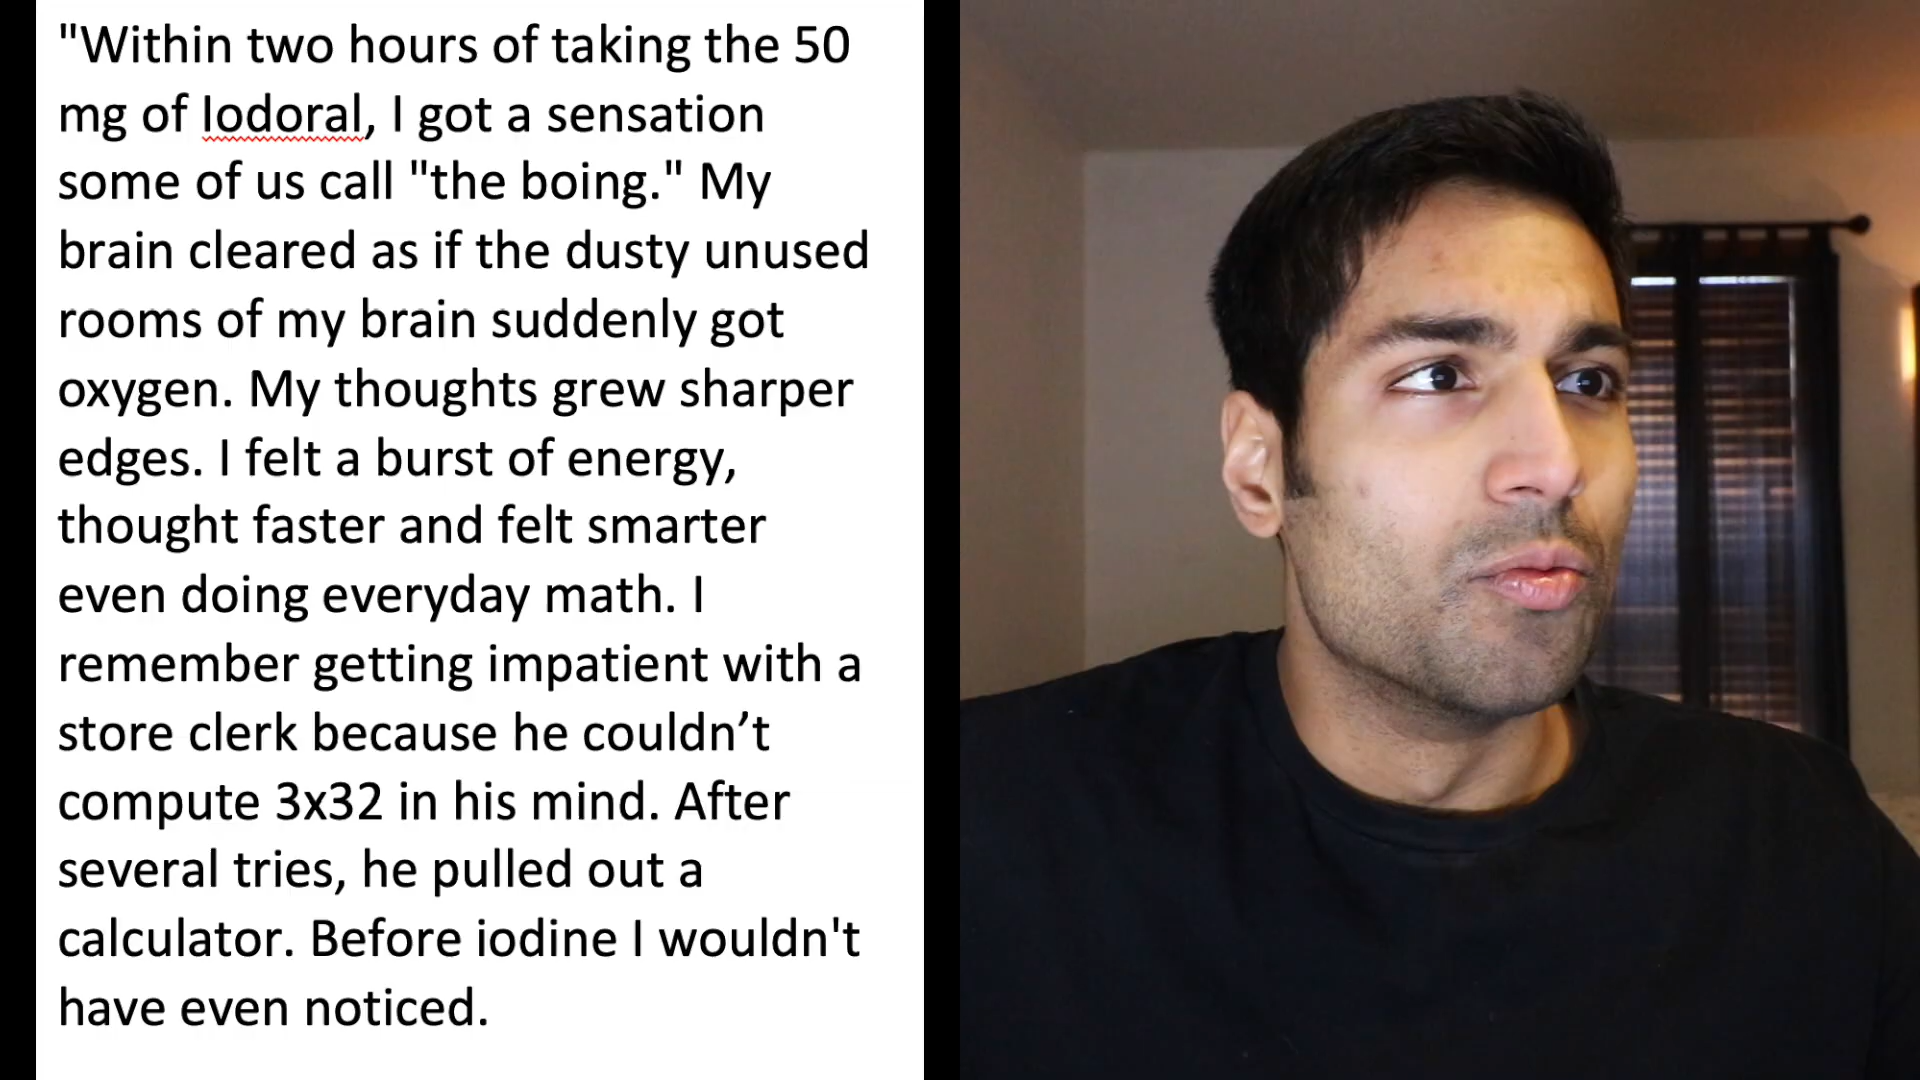 "Within two hours of taking the 50
mg of Iodoral, I got a sensation
some of us call "the boing." My
brain cleared as if the dusty unused
rooms of my brain suddenly got
oxygen. My thoughts grew sharper
edges. I felt a burst of energy,
thought faster and felt smarter
even doing everyday math. I
remember getting impatient with a
store clerk because he couldn’t
compute 3x32 in his mind. After
several tries, he pulled out a
calculator. Before iodine I wouldn't
have even noticed.